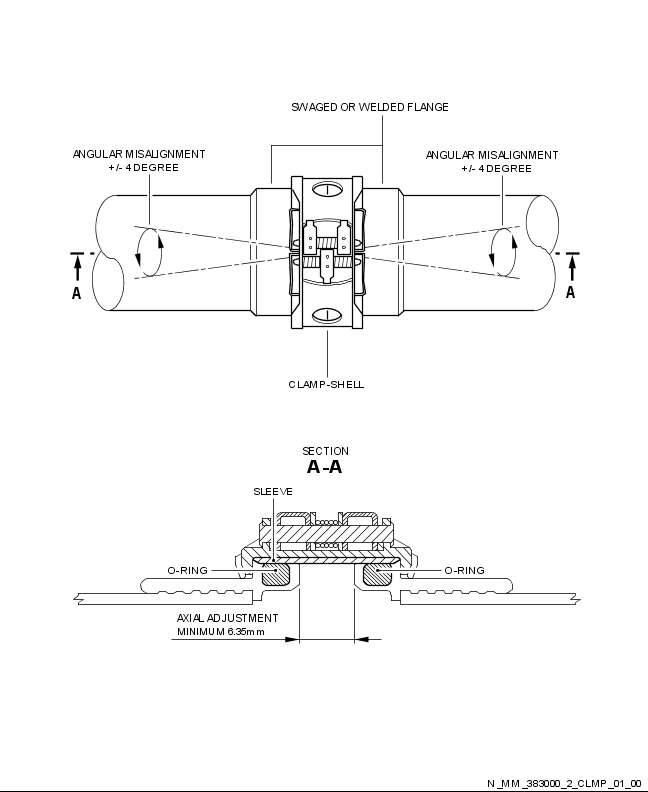 SWAGED OR WELDED FLANGE
ANGULAR MISALIGNMENT
+/- 4 DEGREE
ANGULAR MISALIGNMENT
+/- 4 DEGREE
A
A
CLAMP-SHELL
SECTION
A-A
SLEEVE
O-RING
O-RING
AXIAL ADJUSTMENT
MINIMUM 6.35mm
N_MM_383000_2_CLMP_01_00